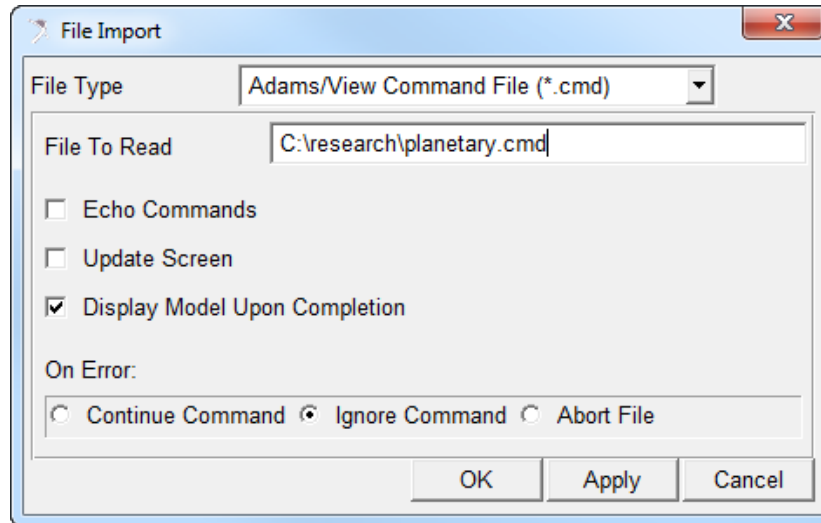 File Import
File Type Adams/View Command File (*.cmd)
File To Read C:\research\planetary.cmd
Echo Commands
Update Screen
Display Model Upon Completion
On Error:
Continue Command Ignore Command Abort File
OK Apply Cancel